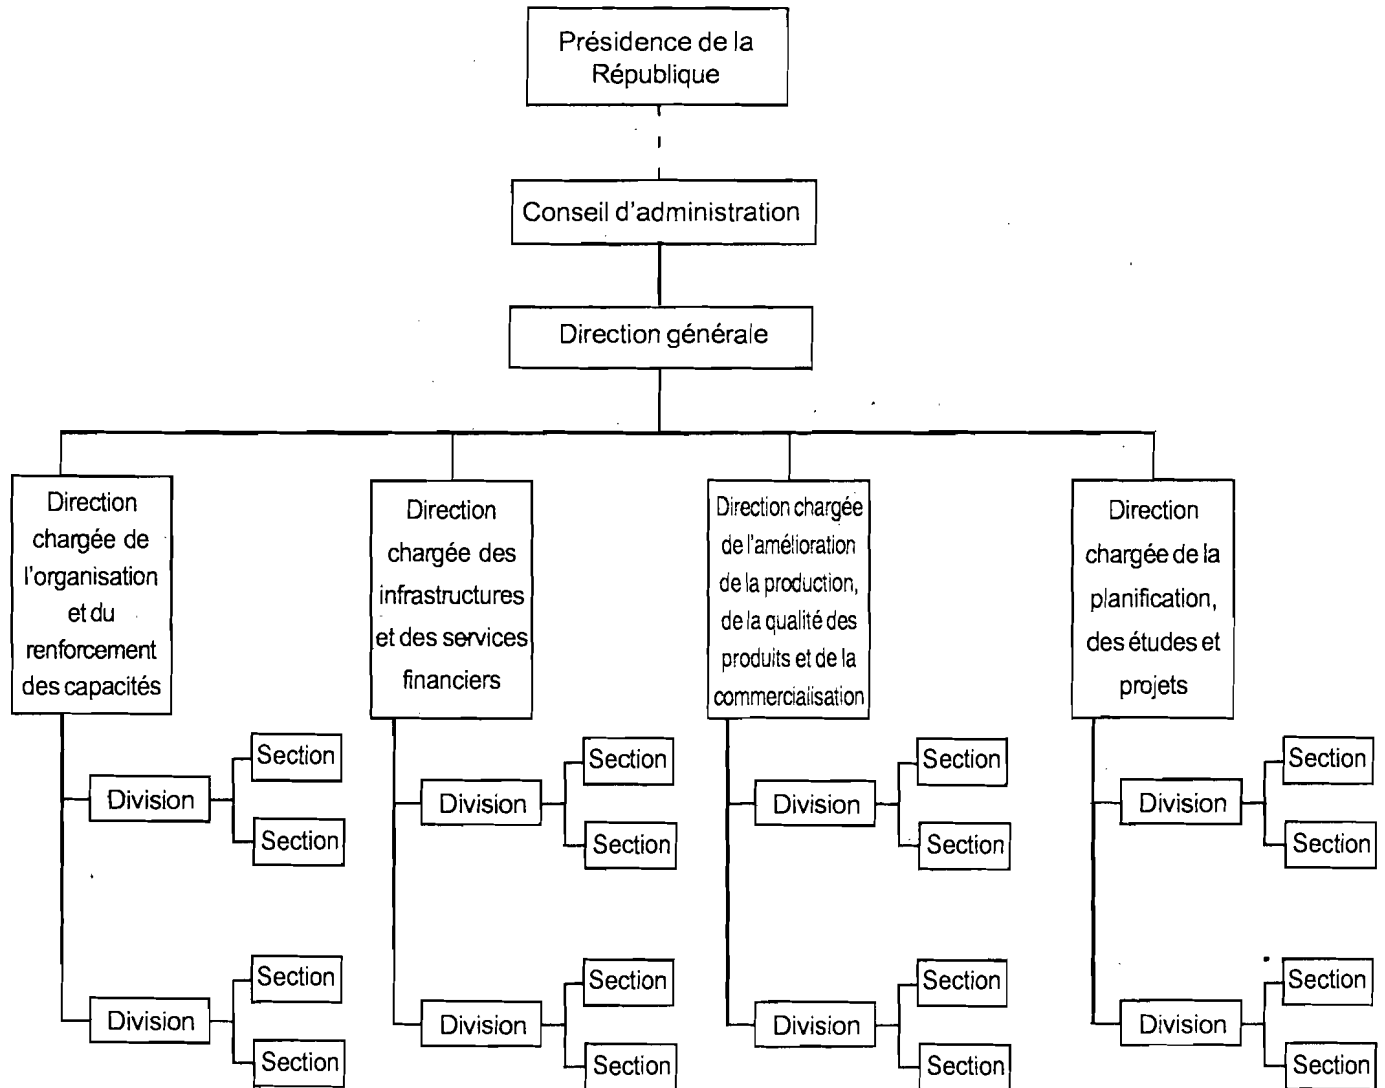 Présidence de la
République
Conseil d'administration
Direction générale
Direction
chargée de
l'organisation
et du
renforcement
des capacités
Direction
chargée des
infrastructures
et des services
financiers
Direction chargée
de l'amélioration
de la production,
de la qualité des
produits et de la
commercialisation
Direction
chargée de la
planification,
des études et
projets
Section
Division
Section
Section
Division
Section
Section
Division
Section
Section
Division
Section
Section
Division
Section
Section
Division
Section
Section
Division
Section
Section
Division
Section